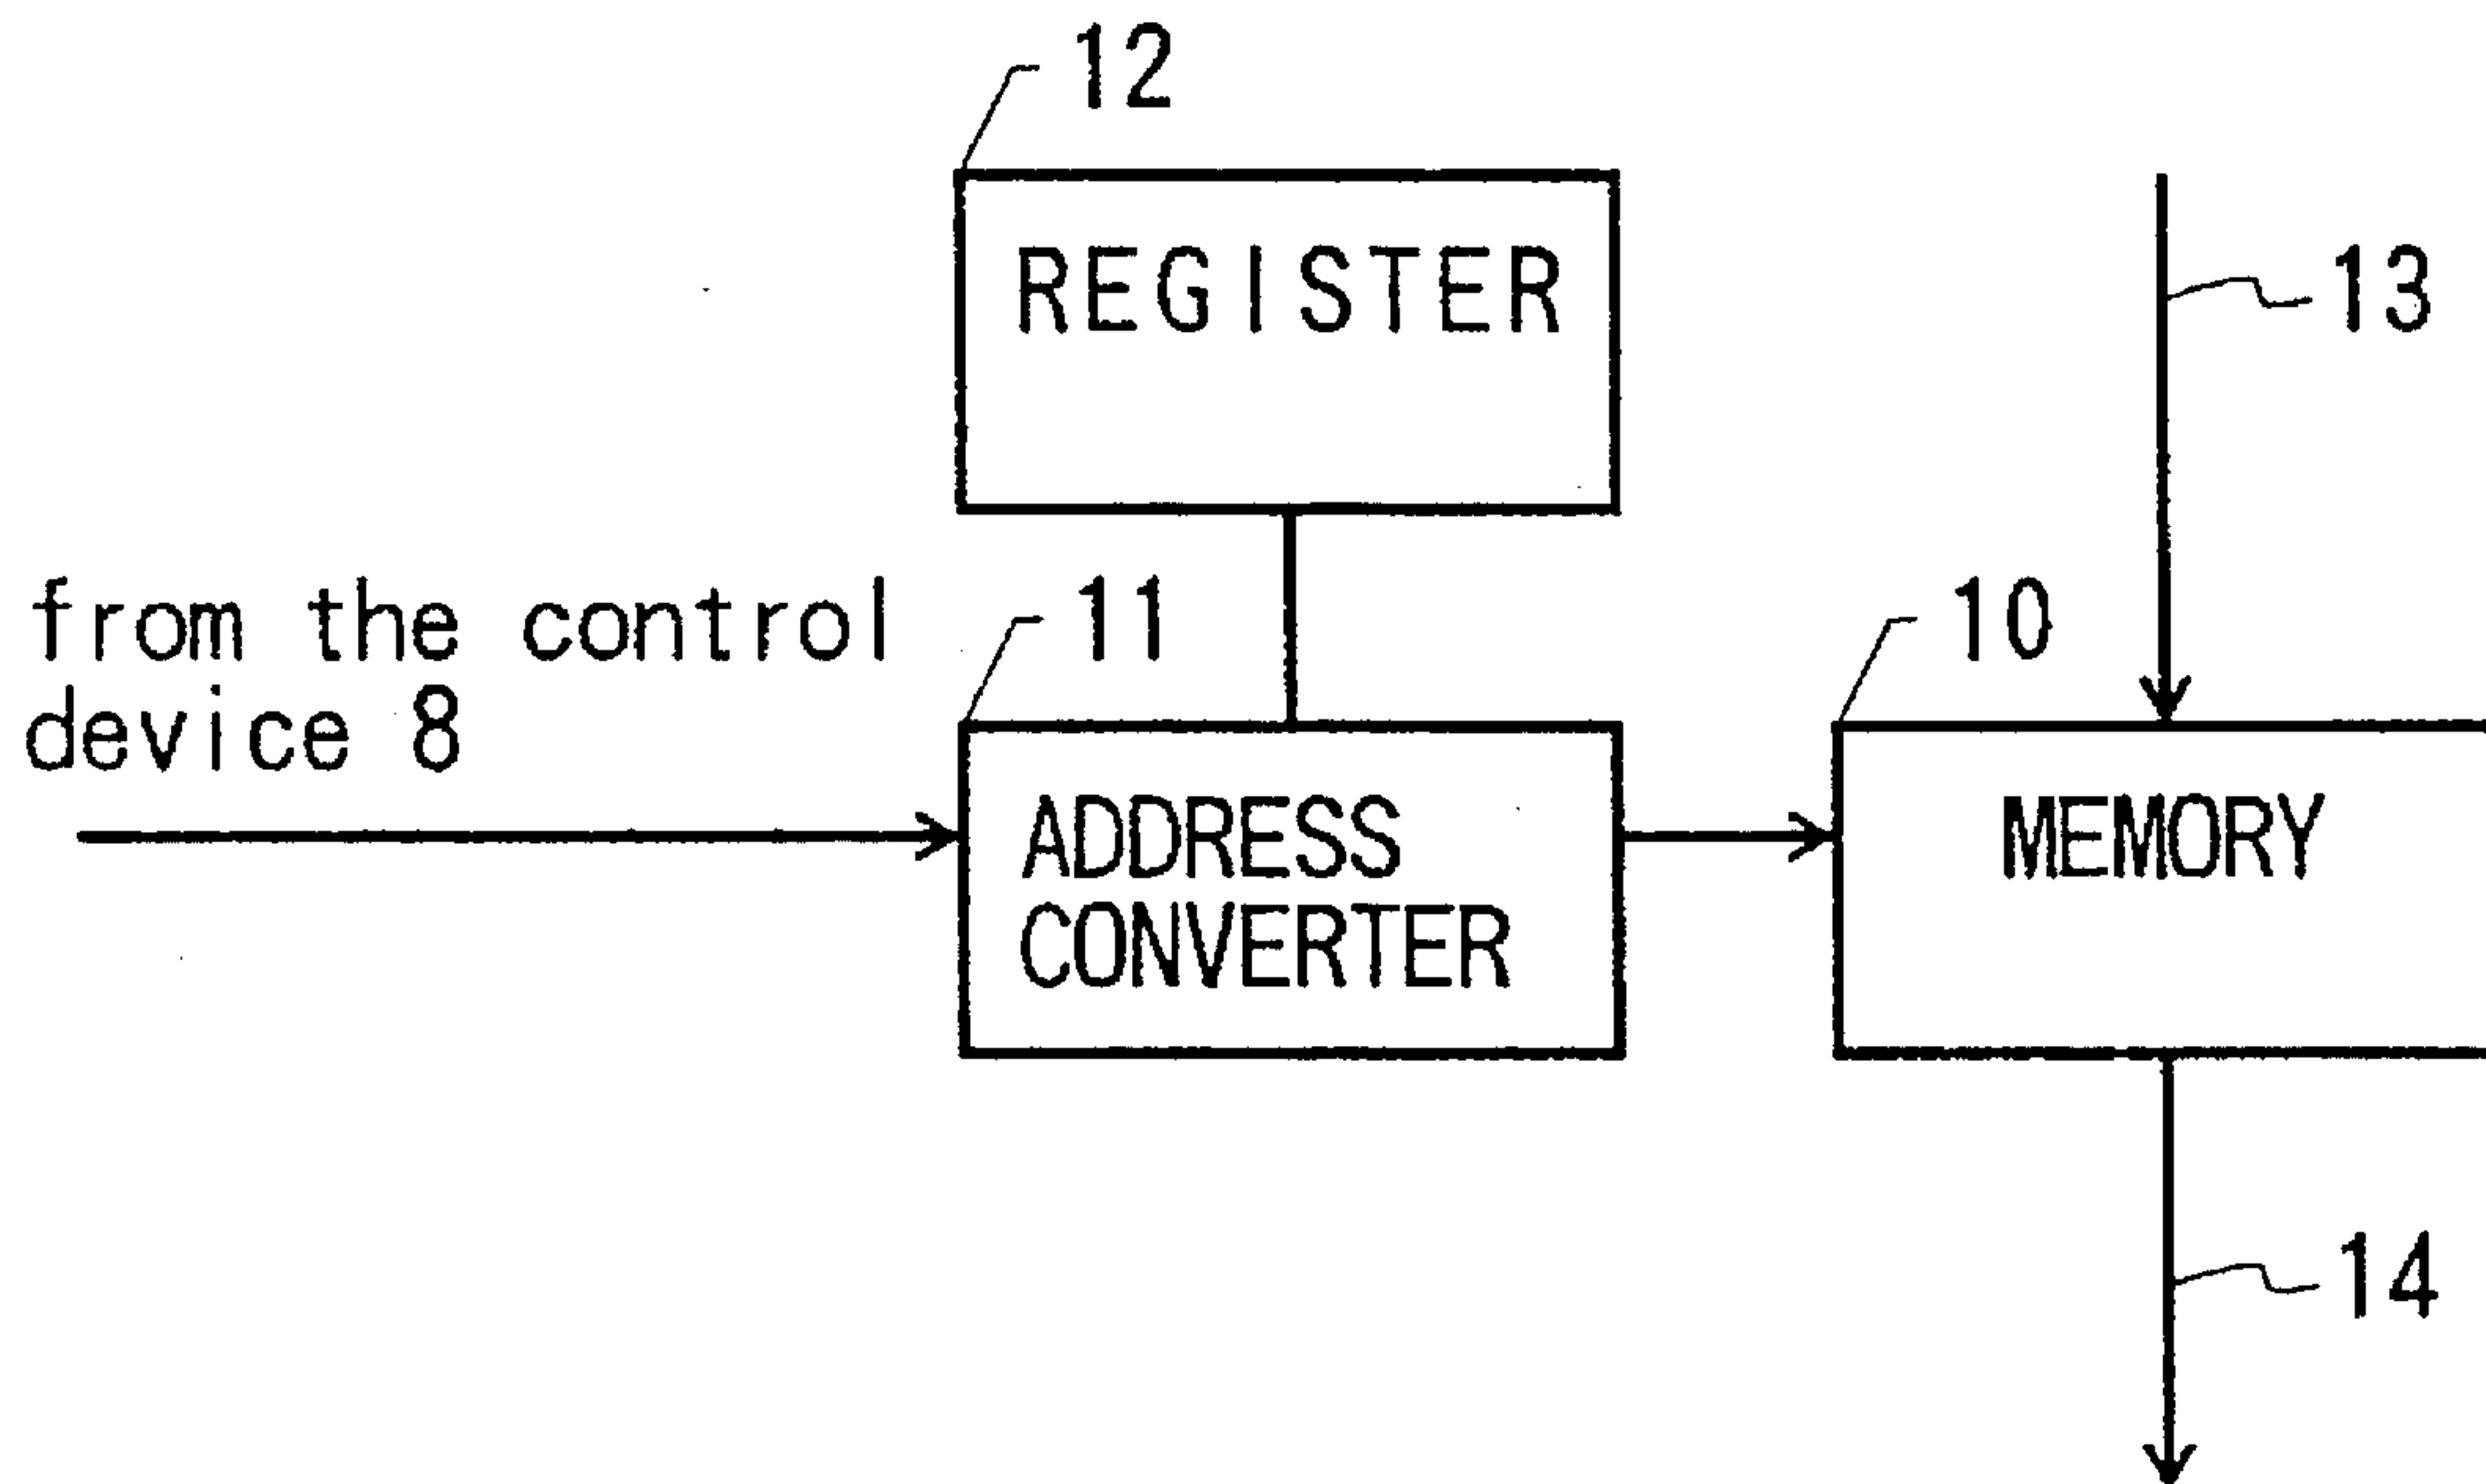 12
REGISTER
13
from the control
device 8
11
10
ADDRESS
CONVERTER
MEMORY
14